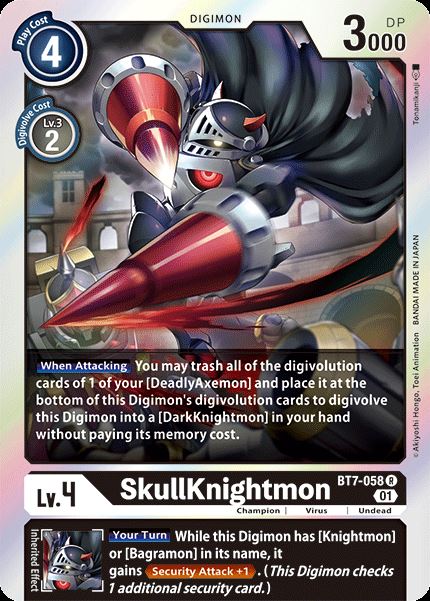 Play Cost
4
DIGIMON
DP
3000
Digivolve Cost
Lv.3
2
Tomamikanji
© Akiyoshi Hongo, Toei Animation BANDAI MADE IN JAPAN
When Attacking You may trash all of the digivolution
cards of 1 of your [DeadlyAxemon] and place it at the
bottom of this Digimon's digivolution cards to digivolve
this Digimon into a [DarkKnightmon] in your hand
without paying its memory cost.
Lv.4
SkullKnightmon
BT7-058 R
01
Champion | Virus | Undead
Inherited Effect
Your Turn While this Digimon has [Knightmon]
or [Bagramon] in its name, it
gains Security Attack +1. (This Digimon checks
1 additional security card.)